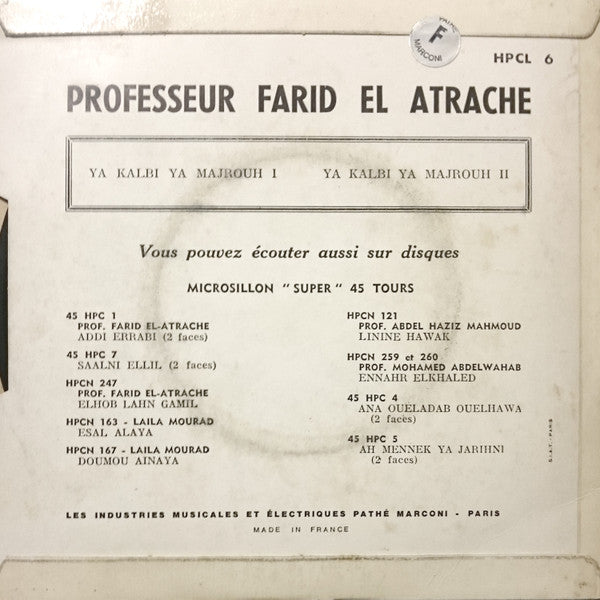 PATHÉ
F
MARCONI
HPCL 6
PROFESSEUR FARID EL ATRACHE
YA KALBI YA MAJROUH I YA KALBI YA MAJROUH II
Vous pouvez écouter aussi sur disques
MICROSILLON " SUPER " 45 TOURS
45 HPC 1
PROF. FARID EL-ATRACHE
ADDI ERRABI (2 faces)
45 HPC 7
SAALNI ELLIL (2 faces)
HPCN 247
PROF. FARID EL-ATRACHE
ELHOB LAHN GAMIL
HPCN 163 - LAILA MOURAD
ESAL ALAYA
HPCN 167 - LAILA MOURAD
DOUMOU AINAYA
HPCN 121
PROF. ABDEL HAZIZ MAHMOUD
LININE HAWAK
HPCN 259 et 260
PROF. MOHAMED ABDELWAHAB
ENNAHR ELKHALED
45 HPC 4
ANA OUELADAB OUELHAWA
(2 faces)
45 HPC 5
AH MENNEK YA JARIHNI
(2 faces)
S.I.A.T. - PARIS
LES INDUSTRIES MUSICALES ET ÉLECTRIQUES PATHÉ MARCONI - PARIS
MADE IN FRANCE